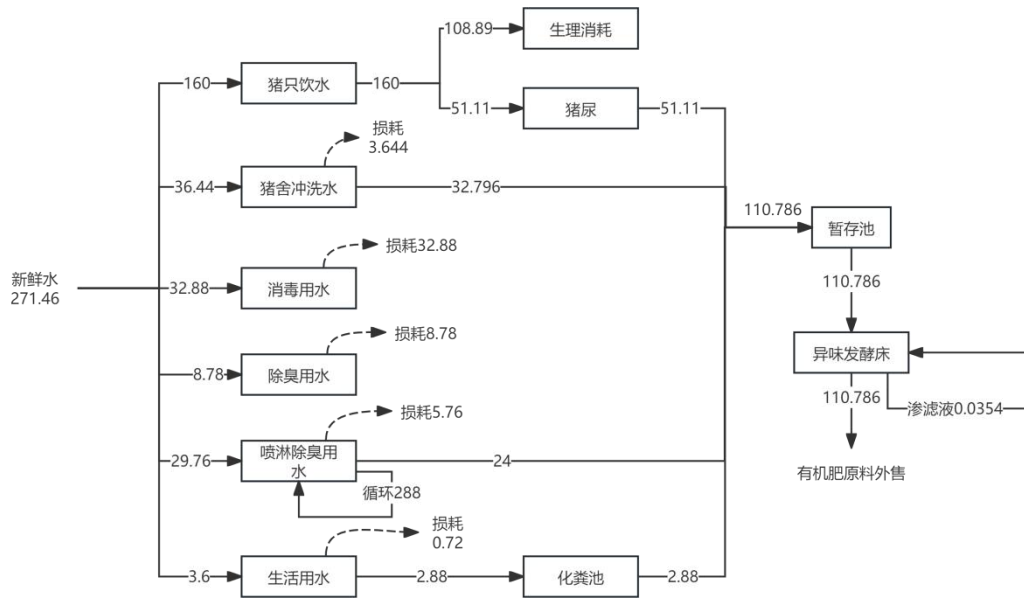 108.89
生理消耗
160
猪只饮水
160
51.11
猪尿
51.11
损耗
3.644
36.44
猪舍冲洗水
32.796
110.786
暂存池
新鲜水
271.46
32.88
消毒用水
损耗32.88
110.786
8.78
除臭用水
损耗8.78
异味发酵床
110.786
渗滤液0.0354
有机肥原料外售
29.76
喷淋除臭用
水
损耗5.76
24
循环288
损耗
0.72
3.6
生活用水
2.88
化粪池
2.88